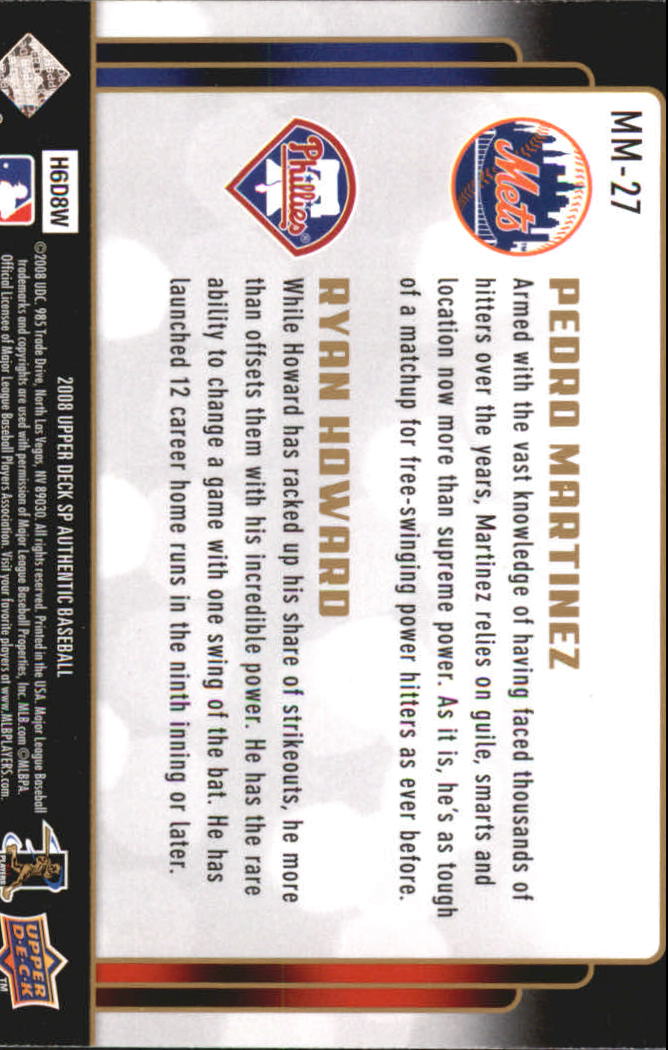 MM-27
Mets
PEDRO MARTINEZ
Armed with the vast knowledge of having faced thousands of
hitters over the years, Martinez relies on guile, smarts and
location now more than supreme power. As it is, he's as tough
of a matchup for free-swinging power hitters as ever before.
Phillies
RYAN HOWARD
While Howard has racked up his share of strikeouts, he more
than offsets them with his incredible power. He has the rare
ability to change a game with one swing of the bat. He has
launched 12 career home runs in the ninth inning or later.
H6D8W
2008 UPPER DECK SP AUTHENTIC BASEBALL
©2008 UDC. 985 Trade Drive, North Las Vegas, NV 89030. All rights reserved. Printed in the USA. Major League Baseball
trademarks and copyrights are used with permission of Major League Baseball Properties, Inc. MLB.com ©MLBPA
Official Licensee of Major League Baseball Players Association. Visit your favorite players at www.MLBPLAYERS.com.
PLAYERS
UPPER
D·E·C·K
TM